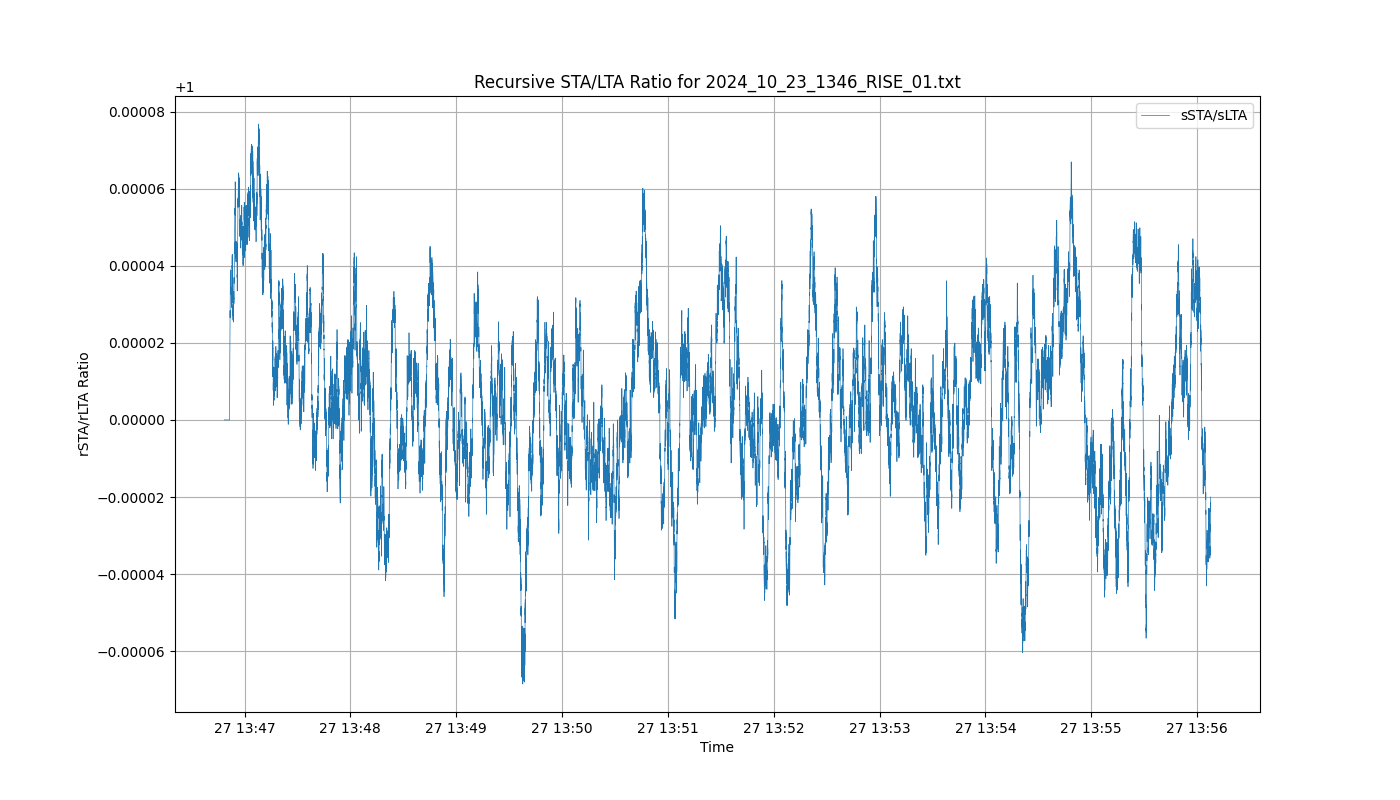 Recursive STA/LTA Ratio for 2024_10_23_1346_RISE_01.txt
+1
sSTA/sLTA
0.00008
0.00006
0.00004
0.00002
0.00000
−0.00002
−0.00004
−0.00006
rSTA/rLTA Ratio
27 13:47 27 13:48 27 13:49 27 13:50 27 13:51 27 13:52 27 13:53 27 13:54 27 13:55 27 13:56
Time